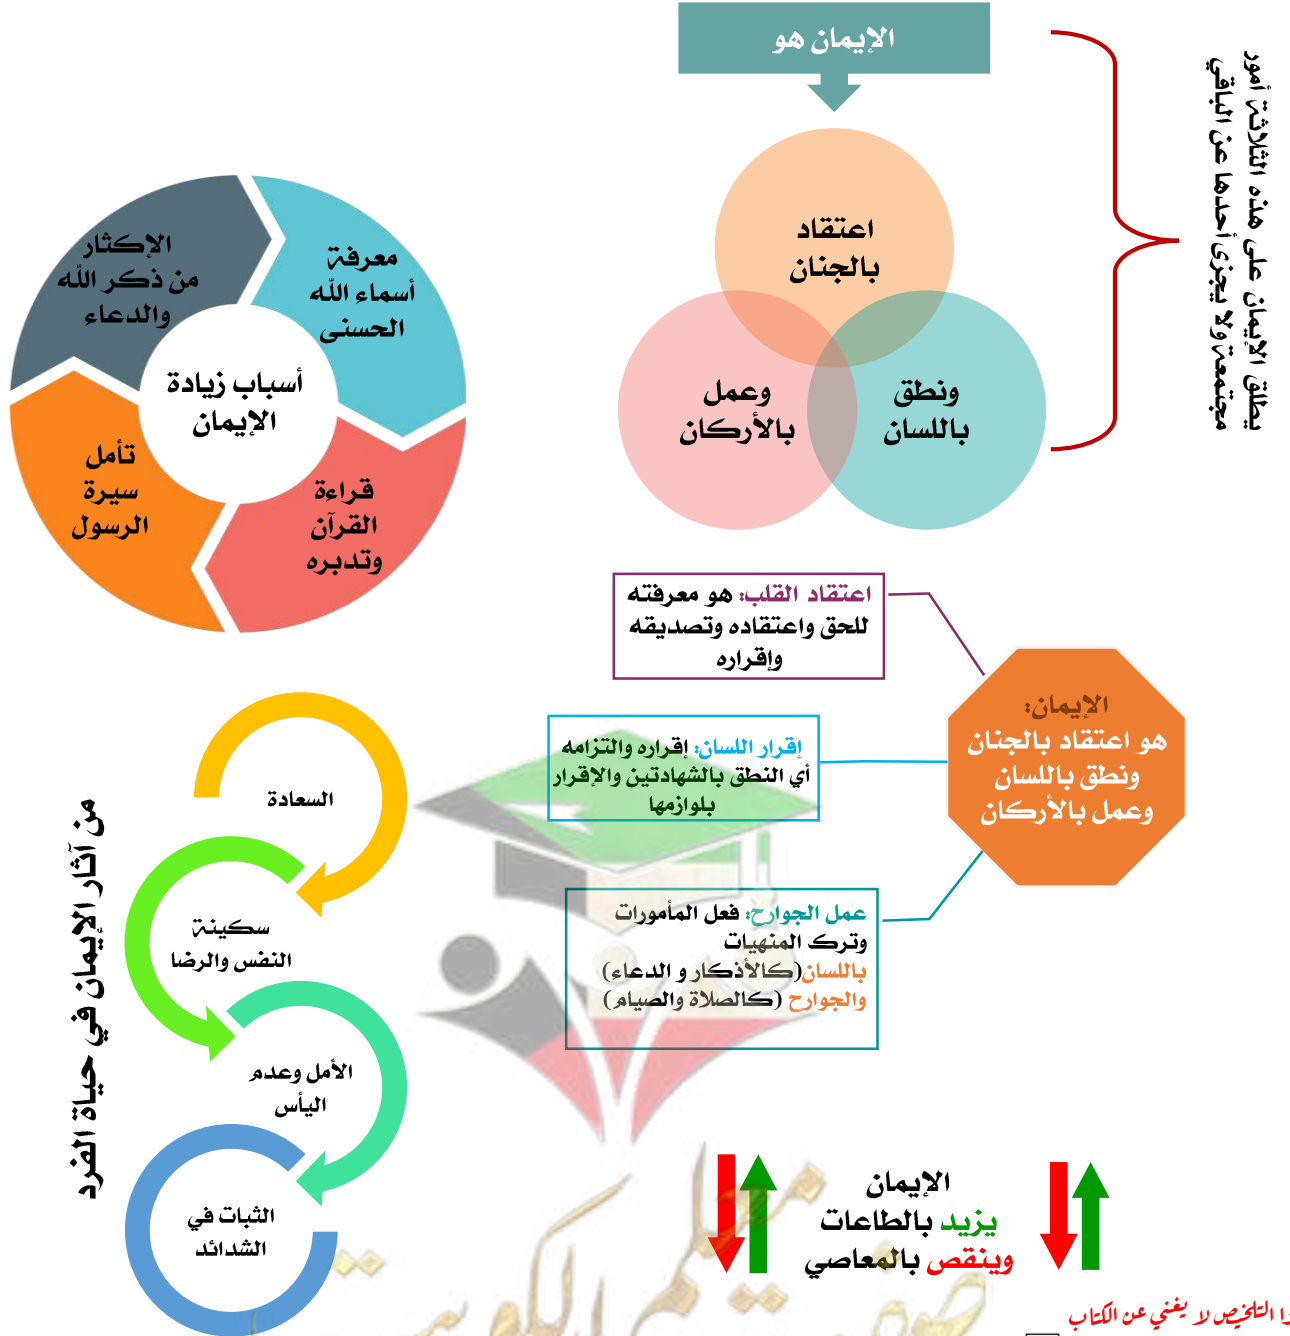 الإيمان هو
اعتقاد
بالجنان
ونطق
باللسان
وعمل
بالأركان
يطلق الإيمان على هذه الثلاثة أمور
مجتمعة ولا يجزئ أحدها عن الباقي
أسباب زيادة
الإيمان
معرفة
أسماء الله
الحسنى
قراءة
القرآن
وتدبره
تأمل
سيرة
الرسول
الإكثار
من ذكر الله
والدعاء
الإيمان:
هو اعتقاد بالجنان
ونطق باللسان
وعمل بالأركان
اعتقاد القلب: هو معرفته
للحق واعتقاده وتصديقه
وإقراره
إقرار اللسان: إقراره والتزامه
أي النطق بالشهادتين والإقرار
بلوازمها
عمل الجوارح: فعل المأمورات
وترك المنهيات
باللسان(كالأذكار و الدعاء)
والجوارح (كالصلاة والصيام)
من آثار الإيمان في حياة الفرد
السعادة
سكينة
النفس والرضا
الأمل وعدم
اليأس
الثبات في
الشدائد
الإيمان
يزيد بالطاعات
وينقص بالمعاصي
التلخيص لا يغني عن الكتاب